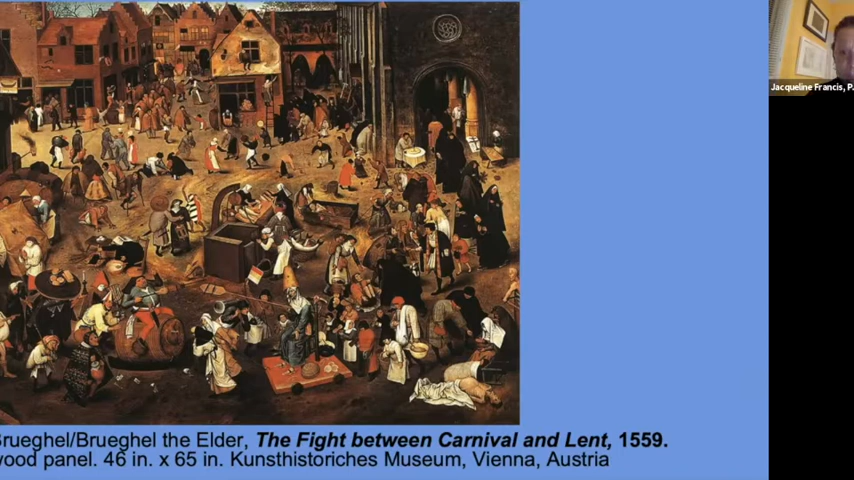 Brueghel/Brueghel the Elder, The Fight between Carnival and Lent, 1559.
wood panel. 46 in. x 65 in. Kunsthistoriches Museum, Vienna, Austria
Jacqueline Francis, P.